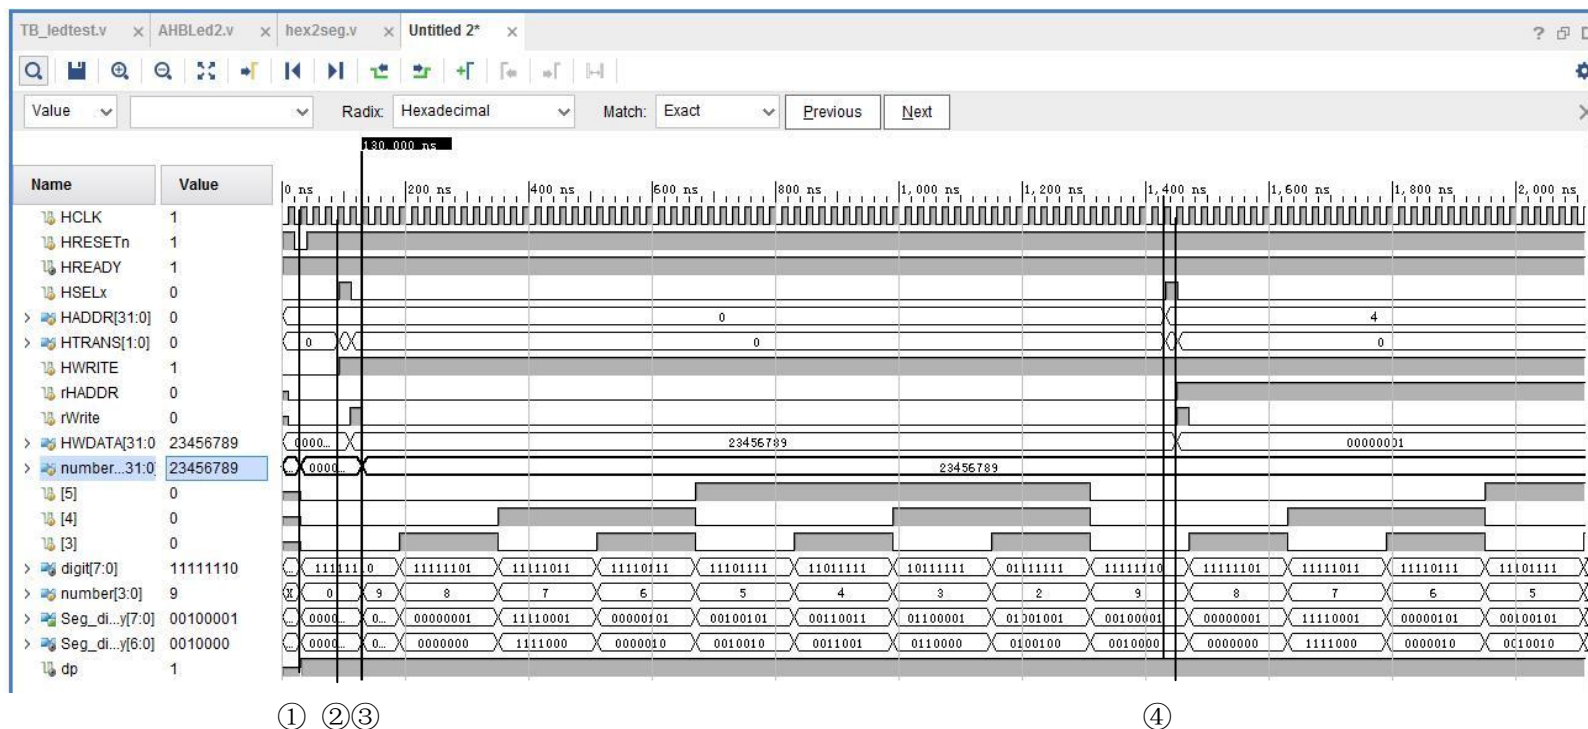 TB_ledtest.v × AHBLed2.v × hex2seg.v × Untitled 2* ×
?
Value Radix: Hexadecimal Match: Exact Previous Next
130.000 ns
Name Value 0 ns 200 ns 400 ns 600 ns 800 ns 1,000 ns 1,200 ns 1,400 ns 1,600 ns 1,800 ns 2,000 ns
HCLK 1
HRESETn 1
HREADY 1
HSELx 0
> HADDR[31:0] 0 0 4
> HTRANS[1:0] 0 0 0 0
HWRITE 1
rHADDR 0
rWrite 0
> HWDATA[31:0 23456789 0000... 23456789 00000001
> number...31:0] 23456789 ... 0000... 23456789
[5] 0
[4] 0
[3] 0
> digit[7:0] 11111110 ... 11111110 11111101 11111011 11110111 11101111 11011111 10111111 01111111 11111110 11111101 11111011 11110111 11101111
> number[3:0] 9 X 0 9 8 7 6 5 4 3 2 9 8 7 6 5
> Seg_di...y[7:0] 00100001 ... 0000... 0... 00000001 11110001 00000101 00100101 00110011 01100001 01001001 00100001 00000001 11110001 00000101 00100101
> Seg_di...y[6:0] 0010000 ... 0000... 0... 0000000 1111000 0000010 0010010 0011001 0110000 0100100 0010000 0000000 1111000 0000010 0010010
dp 1
① ②③ ④